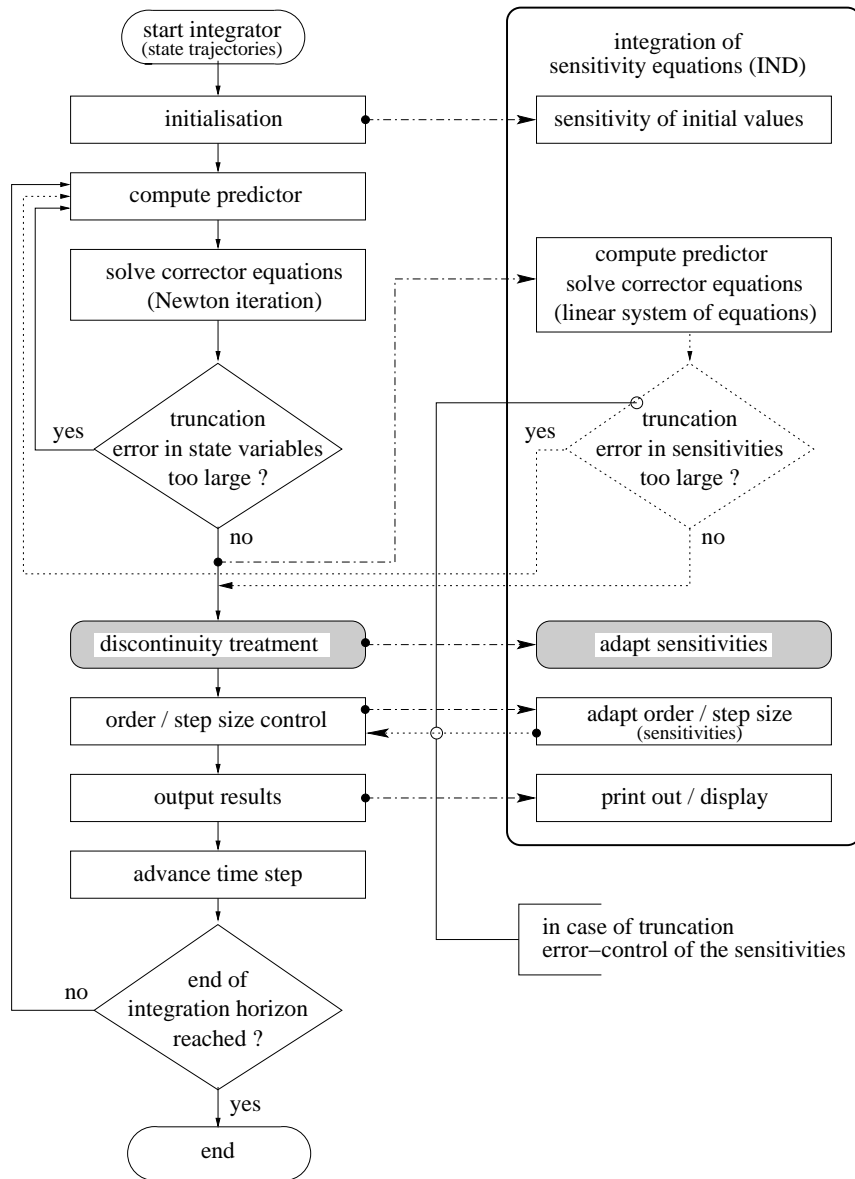 start integrator
(state trajectories)
integration of
sensitivity equations (IND)
initialisation
sensitivity of initial values
compute predictor
solve corrector equations
(Newton iteration)
compute predictor
solve corrector equations
(linear system of equations)
truncation
error in state variables
too large ?
yes
no
truncation
error in sensitivities
too large ?
yes
no
discontinuity treatment
adapt sensitivities
order / step size control
adapt order / step size
(sensitivities)
output results
print out / display
advance time step
in case of truncation
error–control of the sensitivities
end of
integration horizon
reached ?
no
yes
end